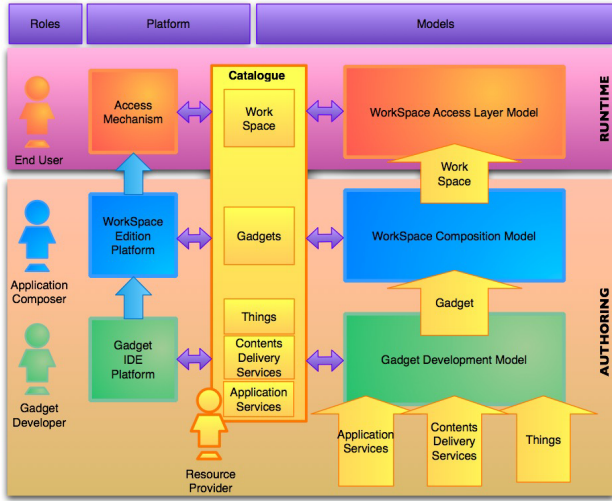 Roles
Platform
Models
Catalogue
RUNTIME
End User
Access
Mechanism
Work
Space
WorkSpace Access Layer Model
Work
Space
AUTHORING
Application
Composer
WorkSpace
Edition
Platform
Gadgets
WorkSpace Composition Model
Gadget
Gadget
Developer
Gadget
IDE
Platform
Things
Contents
Delivery
Services
Application
Services
Gadget Development Model
Resource
Provider
Application
Services
Contents
Delivery
Services
Things